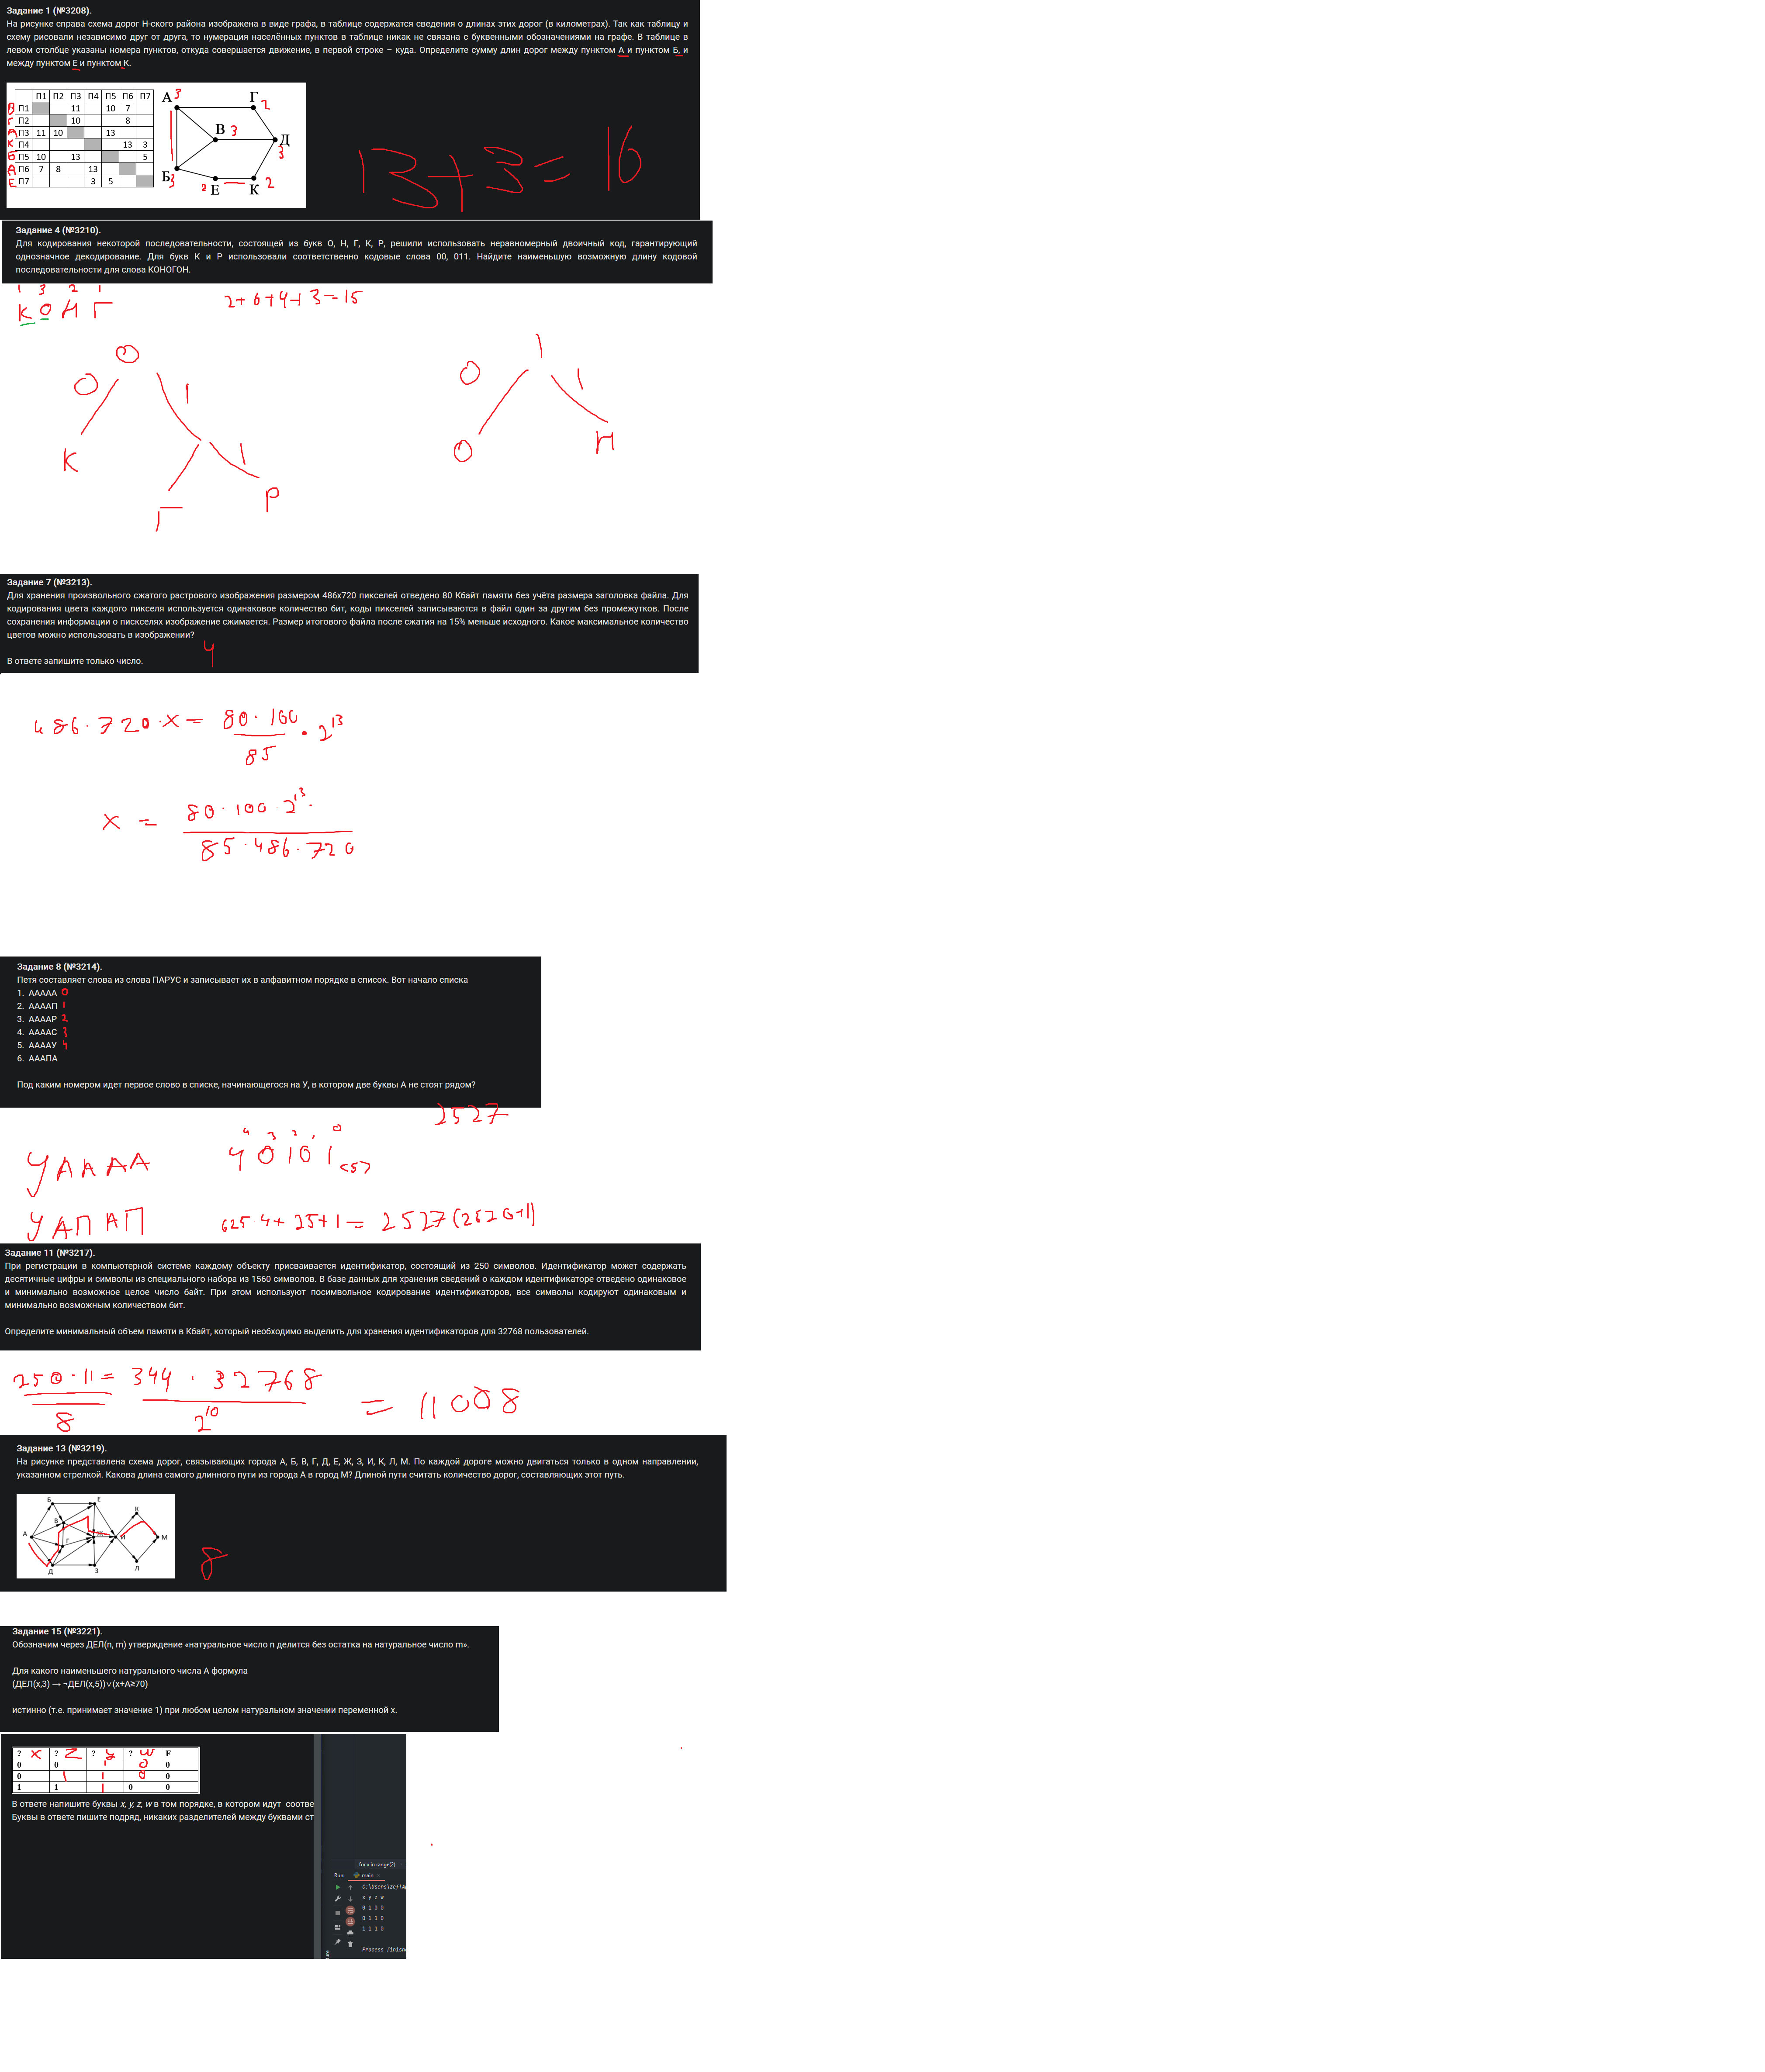 Задание 1 (№3208).
На рисунке справа схема дорог Н-ского района изображена в виде графа, в таблице содержатся сведения о длинах этих дорог (в километрах). Так как таблицу и
схему рисовали независимо друг от друга, то нумерация населённых пунктов в таблице никак не связана с буквенными обозначениями на графе. В таблице в
левом столбце указаны номера пунктов, откуда совершается движение, в первой строке – куда. Определите сумму длин дорог между пунктом А и пунктом Б, и
между пунктом Е и пунктом К.
П1 П2 П3 П4 П5 П6 П7
В П1 11 10 7
Г П2 10 8
А П3 11 10 13
К П4 13 3
Б П5 10 13 5
Д П6 7 8 13
Е П7 3 5
А 3 Г 2
В 3 Д 3
Б 3 2 Е К 2
13+3=16
Задание 4 (№3210).
Для кодирования некоторой последовательности, состоящей из букв О, Н, Г, К, Р, решили использовать неравномерный двоичный код, гарантирующий
однозначное декодирование. Для букв К и Р использовали соответственно кодовые слова 00, 011. Найдите наименьшую возможную длину кодовой
последовательности для слова КОНОГОН.
1 3 2 1
К О Н Г
2+6+4+3=15
0 1
0 1 0 1
1
К О Н
Г Р
Задание 7 (№3213).
Для хранения произвольного сжатого растрового изображения размером 486х720 пикселей отведено 80 Кбайт памяти без учёта размера заголовка файла. Для
кодирования цвета каждого пикселя используется одинаковое количество бит, коды пикселей записываются в файл один за другим без промежутков. После
сохранения информации о пискселях изображение сжимается. Размер итогового файла после сжатия на 15% меньше исходного. Какое максимальное количество
цветов можно использовать в изображении?
В ответе запишите только число.
4
486·720·x= 80·100 · 2^13
85
x = 80·100·2^13
85·486·720
Задание 8 (№3214).
Петя составляет слова из слова ПАРУС и записывает их в алфавитном порядке в список. Вот начало списка
1. ААААА 0
2. ААААП 1
3. ААААР 2
4. ААААС 3
5. ААААУ 4
6. АААПА
Под каким номером идет первое слово в списке, начинающегося на У, в котором две буквы А не стоят рядом?
2527
4 3 2 1 0
УАААА 40101 <5>
УАПАП 625·4+25+1=2527(2526+1)
Задание 11 (№3217).
При регистрации в компьютерной системе каждому объекту присваивается идентификатор, состоящий из 250 символов. Идентификатор может содержать
десятичные цифры и символы из специального набора из 1560 символов. В базе данных для хранения сведений о каждом идентификаторе отведено одинаковое
и минимально возможное целое число байт. При этом используют посимвольное кодирование идентификаторов, все символы кодируют одинаковым и
минимально возможным количеством бит.
Определите минимальный объем памяти в Кбайт, который необходимо выделить для хранения идентификаторов для 32768 пользователей.
250·11= 344 · 32768 = 11008
8 2^10
Задание 13 (№3219).
На рисунке представлена схема дорог, связывающих города А, Б, В, Г, Д, Е, Ж, З, И, К, Л, М. По каждой дороге можно двигаться только в одном направлении,
указанном стрелкой. Какова длина самого длинного пути из города А в город М? Длиной пути считать количество дорог, составляющих этот путь.
Б Е К
В
А Ж И М
Г
Д З Л
8
Задание 15 (№3221).
Обозначим через ДЕЛ(n, m) утверждение «натуральное число n делится без остатка на натуральное число m».
Для какого наименьшего натурального числа А формула
(ДЕЛ(x,3) → ¬ДЕЛ(x,5))∨(x+A≥70)
истинно (т.е. принимает значение 1) при любом целом натуральном значении переменной х.
? x ? z ? y ? w F
0 0 1 0 0
0 1 1 0 0
1 1 1 0 0
В ответе напишите буквы x, y, z, w в том порядке, в котором идут соотве
Буквы в ответе пишите подряд, никаких разделителей между буквами ст
for x in range(2)
Run: main
C:\Users\zef\Ap
x y z w
0 1 0 0
0 1 1 0
1 1 1 0
Process finishe